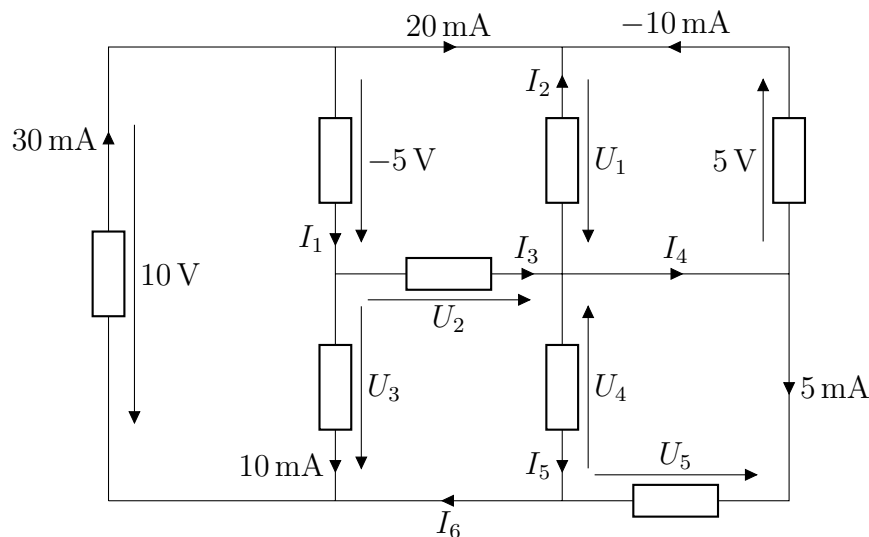 20 mA
−10 mA
I₂
30 mA
−5 V
U₁
5 V
I₁
I₃
I₄
10 V
U₂
U₃
U₄
5 mA
10 mA
I₅
U₅
I₆